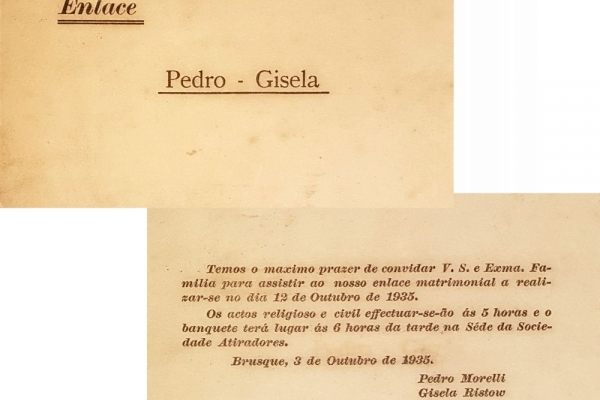 Enlace
Pedro - Gisela
Temos o maximo prazer de convidar V. S. e Exma. Fa-
milia para assistir ao nosso enlace matrimonial a reali-
zar-se no dia 12 de Outubro de 1935.
Os actos religioso e civil effectuar-se-ão ás 5 horas e o
banquete terá lugar ás 6 horas da tarde na Séde da Socie-
dade Atiradores.
Brusque, 3 de Outubro de 1935.
Pedro Morelli
Gisela Ristow